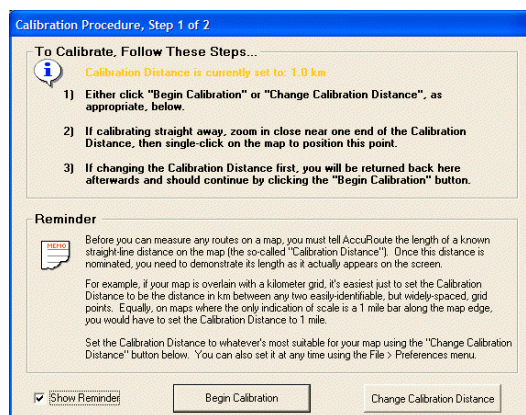 Calibration Procedure, Step 1 of 2
To Calibrate, Follow These Steps...
Calibration Distance is currently set to: 1.0 km
1) Either click "Begin Calibration" or "Change Calibration Distance", as
appropriate, below.
2) If calibrating straight away, zoom in close near one end of the Calibration
Distance, then single-click on the map to position this point.
3) If changing the Calibration Distance first, you will be returned back here
afterwards and should continue by clicking the "Begin Calibration" button.
Reminder
MEMO
Before you can measure any routes on a map, you must tell AccuRoute the length of a known
straight-line distance on the map (the so-called "Calibration Distance"). Once this distance is
nominated, you need to demonstrate its length as it actually appears on the screen.
For example, if your map is overlain with a kilometer grid, it's easiest just to set the Calibration
Distance to be the distance in km between any two easily-identifiable, but widely-spaced, grid
points. Equally, on maps where the only indication of scale is a 1 mile bar along the map edge,
you would have to set the Calibration Distance to 1 mile.
Set the Calibration Distance to whatever's most suitable for your map using the "Change Calibration
Distance" button below. You can also set it at any time using the File > Preferences menu.
Show Reminder
Begin Calibration
Change Calibration Distance